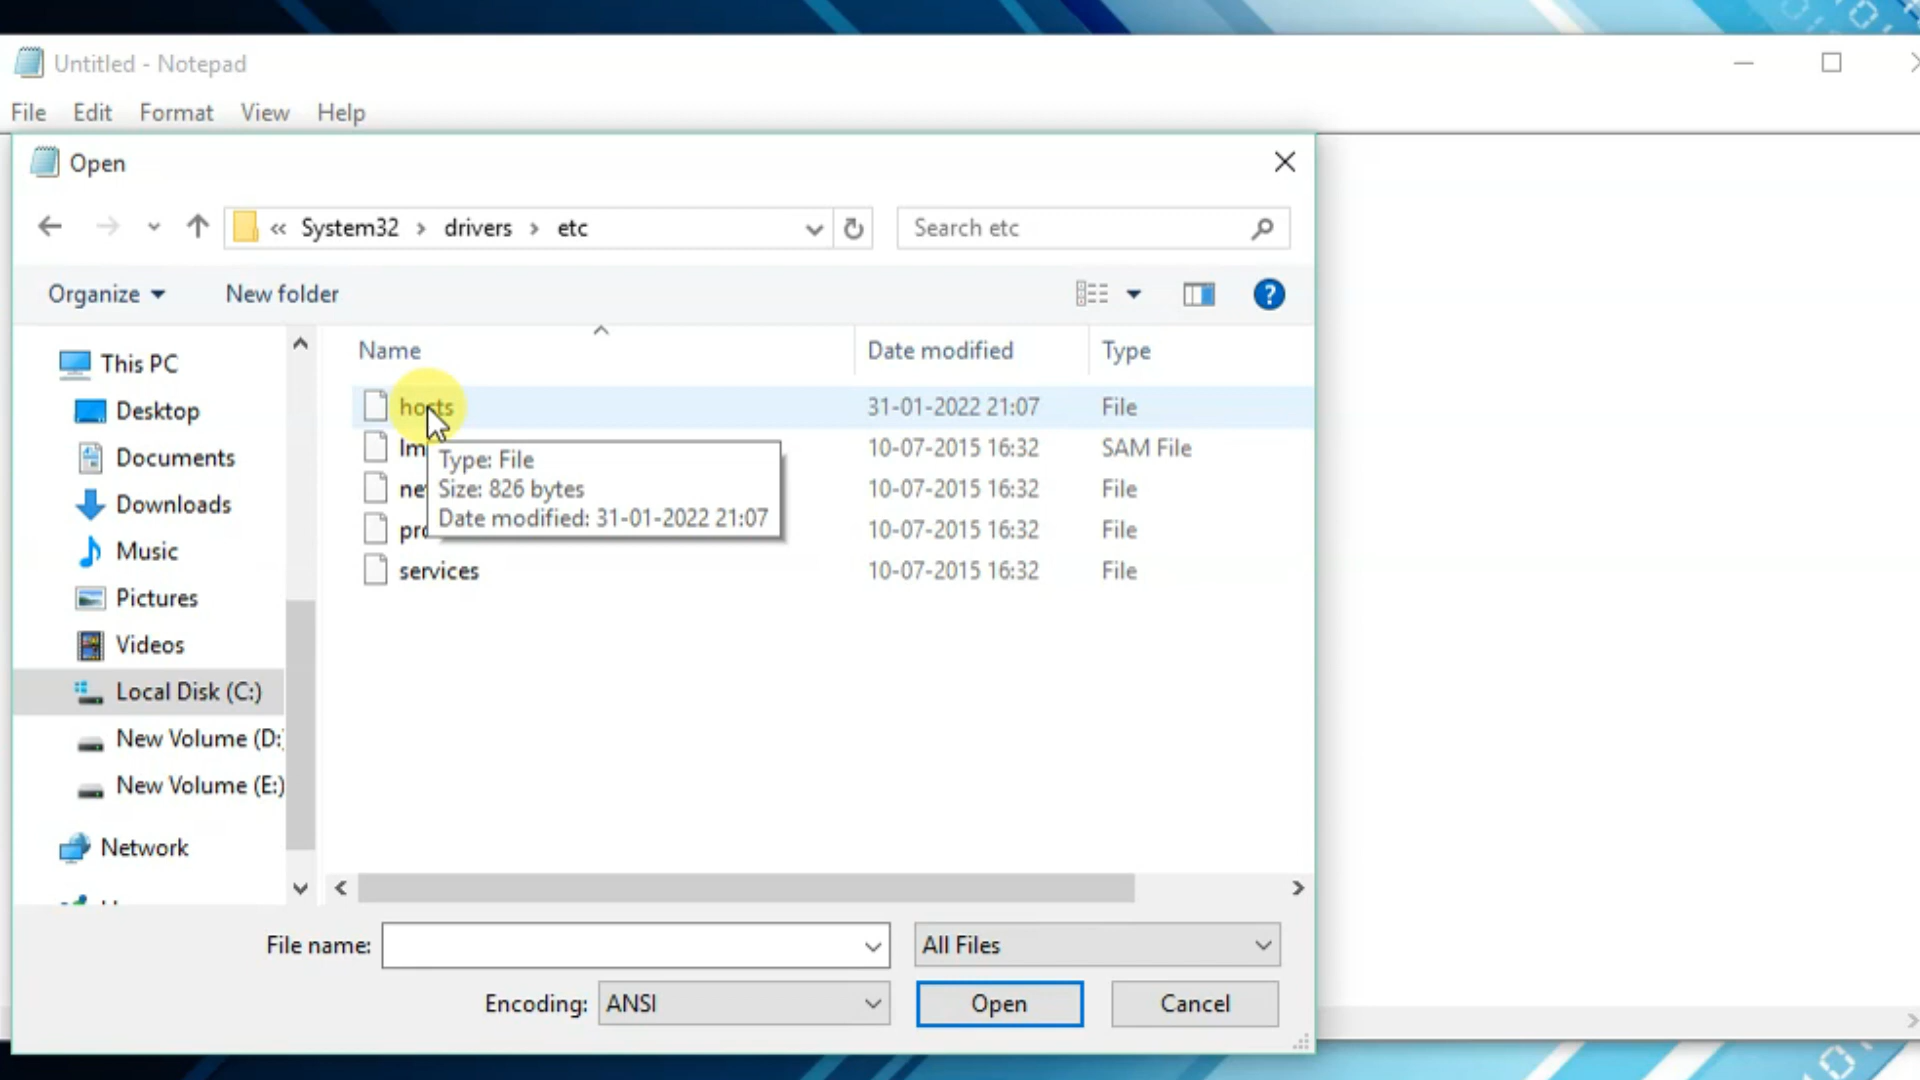 Untitled - Notepad
File Edit Format View Help
Open
« System32 › drivers › etc
Search etc
Organize
New folder
?
Name Date modified Type
This PC
Desktop
Documents
Downloads
Music
Pictures
Videos
Local Disk (C:)
New Volume (D:
New Volume (E:)
Network
hosts 31-01-2022 21:07 File
lm 10-07-2015 16:32 SAM File
ne 10-07-2015 16:32 File
pro 10-07-2015 16:32 File
services 10-07-2015 16:32 File
Type: File
Size: 826 bytes
Date modified: 31-01-2022 21:07
File name:
All Files
Encoding: ANSI
Open
Cancel